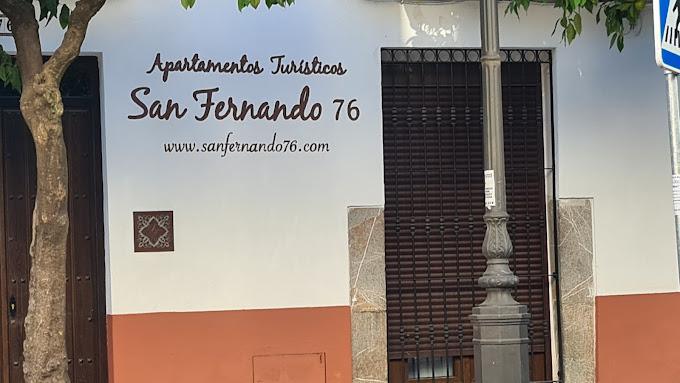 Apartamentos Turísticos
San Fernando 76
www.sanfernando76.com